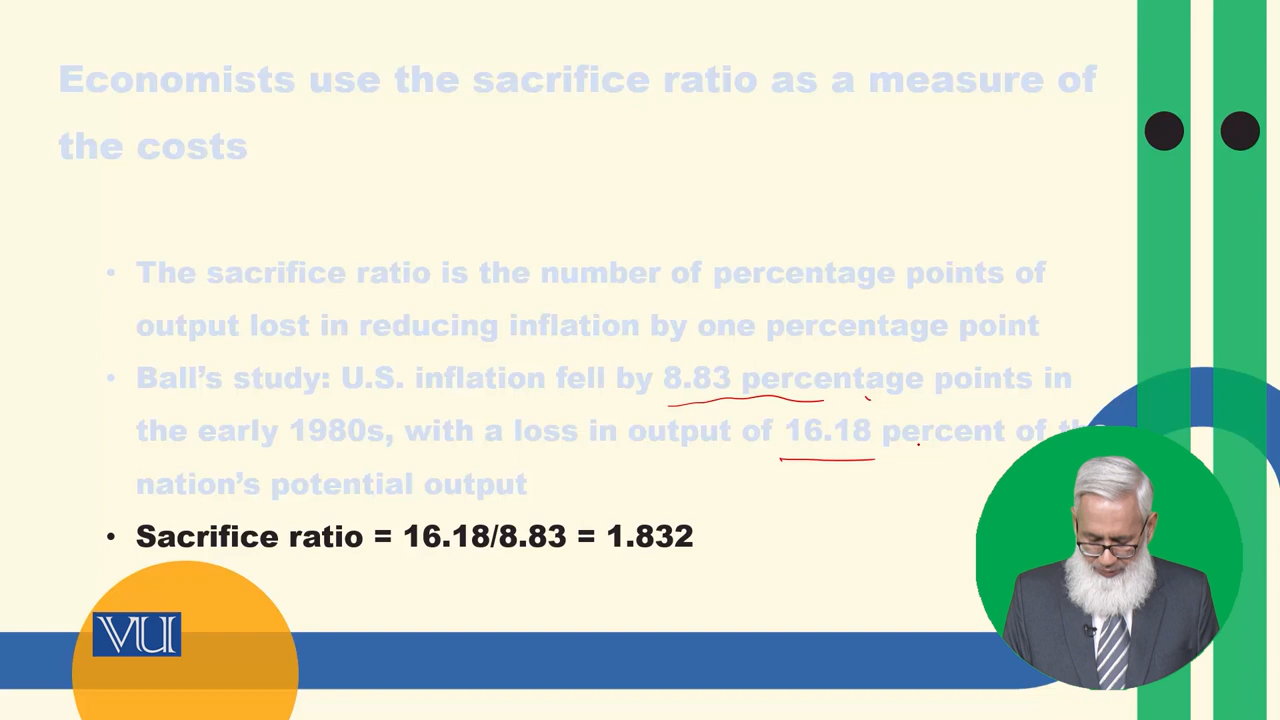 Economists use the sacrifice ratio as a measure of
the costs
• The sacrifice ratio is the number of percentage points of
output lost in reducing inflation by one percentage point
• Ball’s study: U.S. inflation fell by 8.83 percentage points in
the early 1980s, with a loss in output of 16.18 percent of
nation’s potential output
• Sacrifice ratio = 16.18/8.83 = 1.832
VU